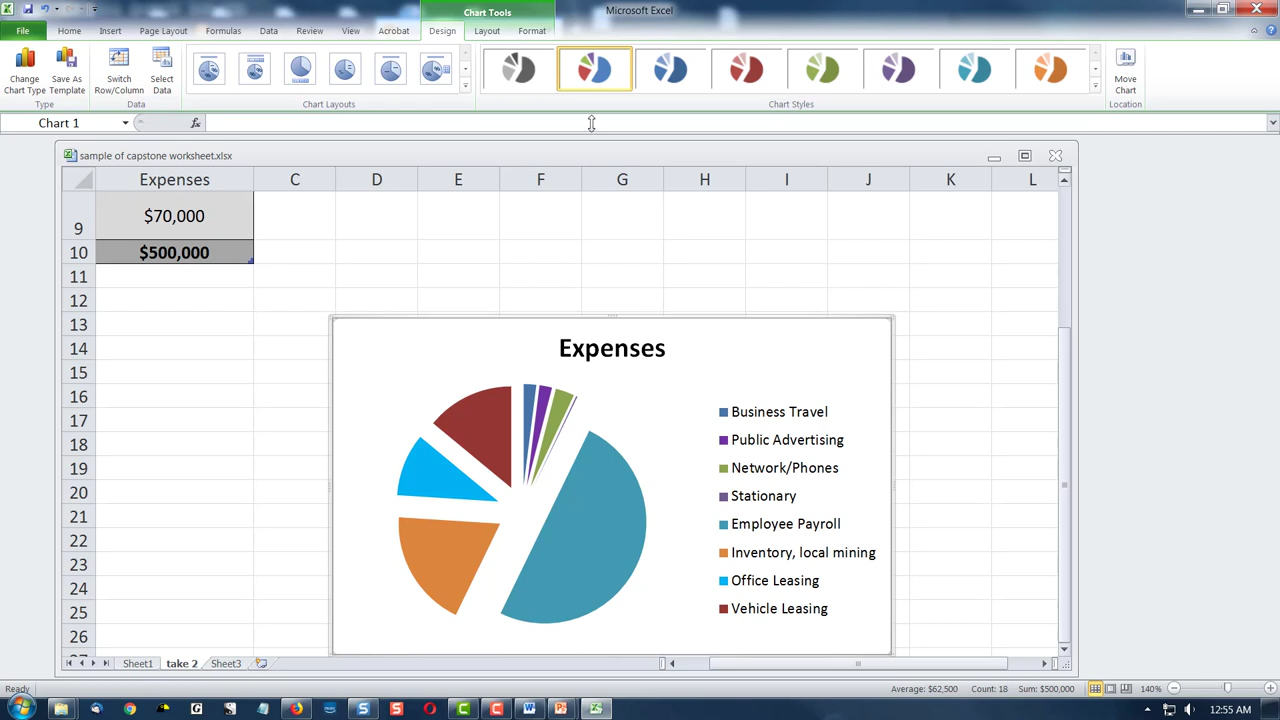 Chart Tools
Microsoft Excel
File Home Insert Page Layout Formulas Data Review View Acrobat Design Layout Format
Change Chart Type
Save As Template
Switch Row/Column
Select Data
Move Chart
Type Data Chart Layouts Chart Styles Location
Chart 1 fx
sample of capstone worksheet.xlsx
Expenses C D E F G H I J K L
9 $70,000
10 $500,000
11
12
13
14
15
16
17
18
19
20
21
22
23
24
25
26
Expenses
Business Travel
Public Advertising
Network/Phones
Stationary
Employee Payroll
Inventory, local mining
Office Leasing
Vehicle Leasing
Sheet1 take 2 Sheet3
Ready Average: $62,500 Count: 18 Sum: $500,000 140%
12:55 AM